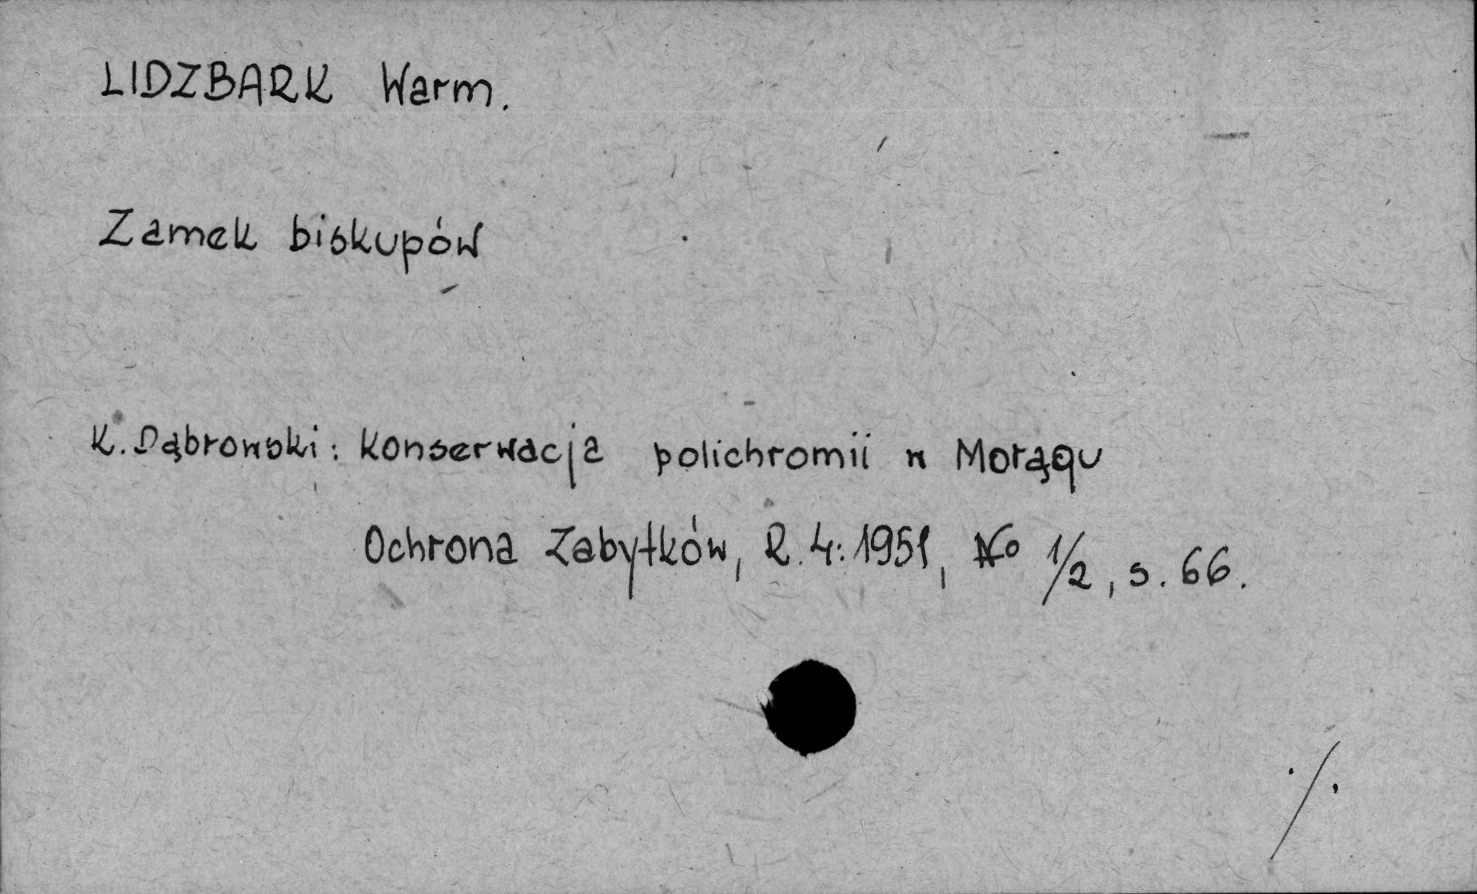 LIDZBARK Warm.
Zamek biskupów
K. Dąbrowski: Konserwacja polichromii w Morągu
Ochrona Zabytków, R. 4: 1951, No 1/2, s. 66.
./.